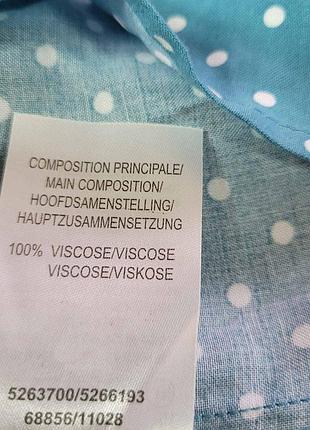 COMPOSITION PRINCIPALE/
MAIN COMPOSITION/
HOOFDSAMENSTELLING/
HAUPTZUSAMMENSETZUNG
100% VISCOSE/VISCOSE
VISCOSE/VISKOSE
5263700/5266193
68856/11028